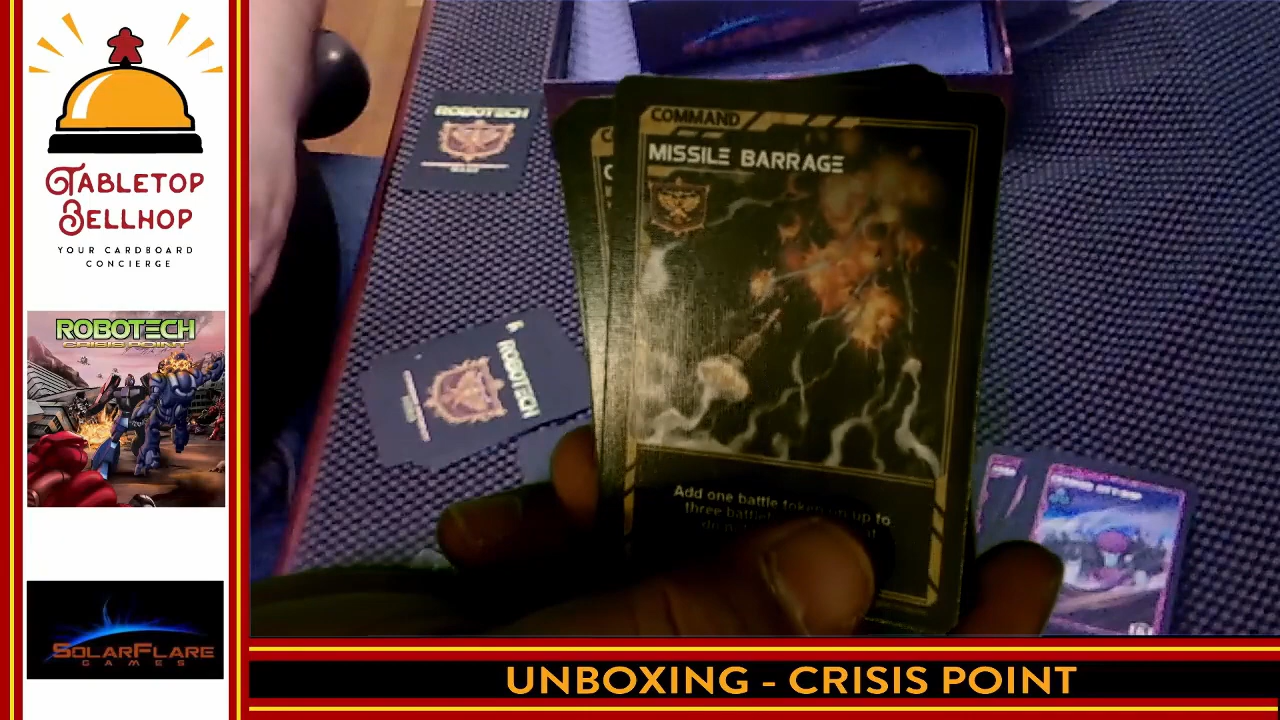 TABLETOP
BELLHOP
YOUR CARDBOARD
CONCIERGE
ROBOTECH
CRISIS POINT
SOLARFLARE
GAMES
ROBOTECH
ROBOTECH
COMMAND
MISSILE BARRAGE
Add one battle token on up to
three
UNBOXING - CRISIS POINT